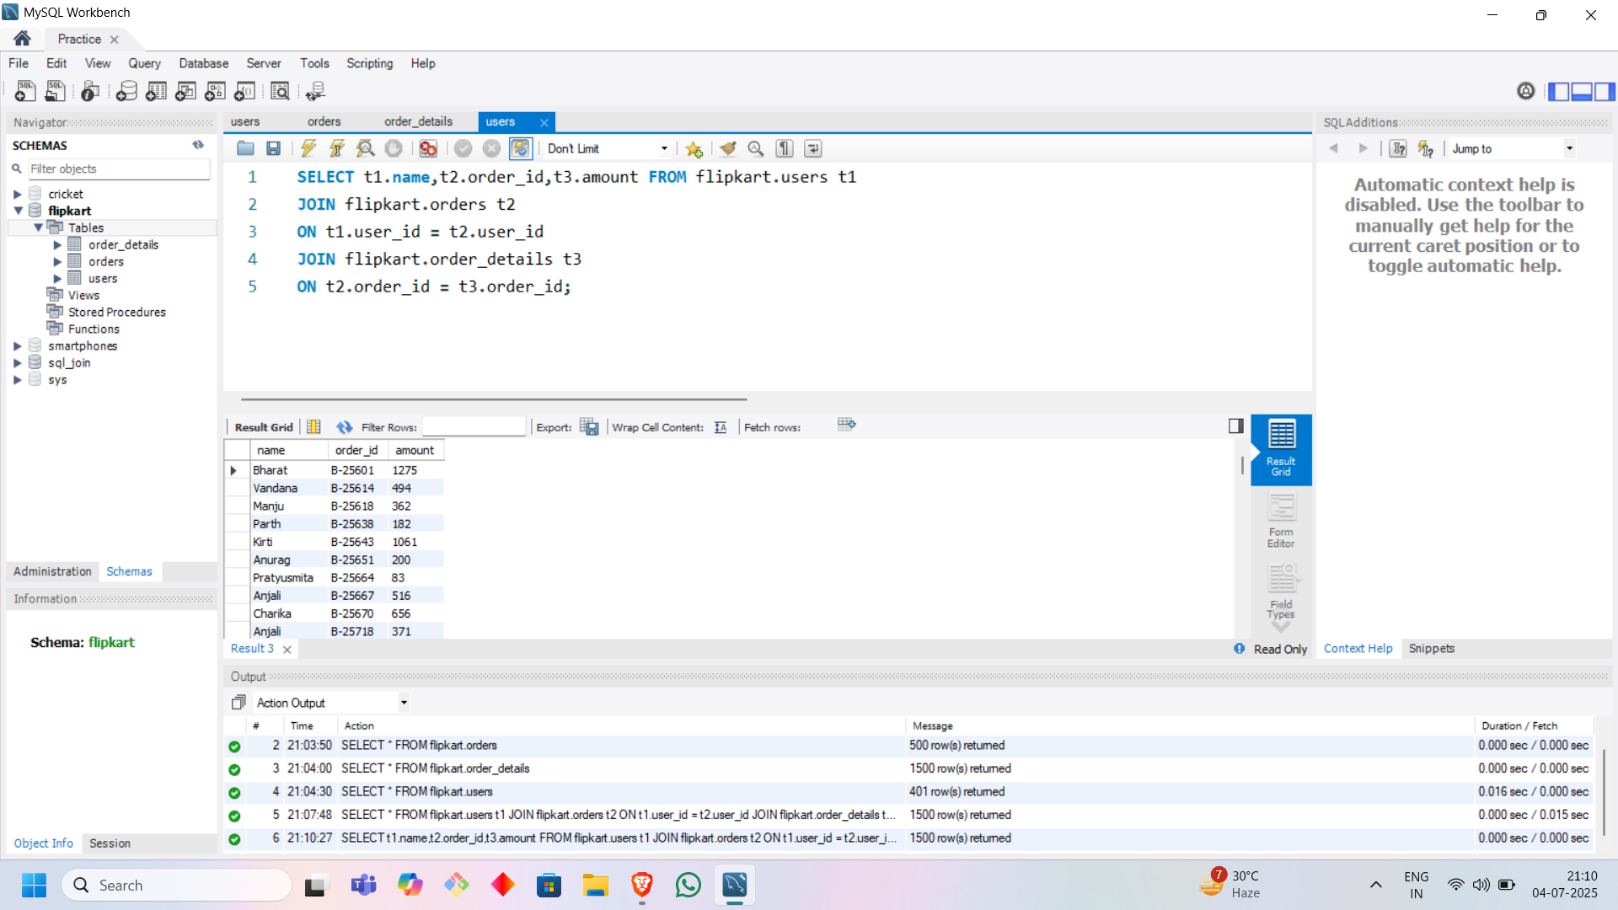 MySQL Workbench
Practice
File Edit View Query Database Server Tools Scripting Help
Navigator
SCHEMAS
Filter objects
cricket
flipkart
Tables
order_details
orders
users
Views
Stored Procedures
Functions
smartphones
sql_join
sys
Administration Schemas
Information
Schema: flipkart
Object Info Session
users orders order_details users
Don't Limit
1 SELECT t1.name,t2.order_id,t3.amount FROM flipkart.users t1
2 JOIN flipkart.orders t2
3 ON t1.user_id = t2.user_id
4 JOIN flipkart.order_details t3
5 ON t2.order_id = t3.order_id;
Result Grid Filter Rows: Export: Wrap Cell Content: Fetch rows:
name order_id amount
Bharat B-25601 1275
Vandana B-25614 494
Manju B-25618 362
Parth B-25638 182
Kirti B-25643 1061
Anurag B-25651 200
Pratyusmita B-25664 83
Anjali B-25667 516
Charika B-25670 656
Anjali B-25718 371
Result Grid
Form Editor
Field Types
Result 3
Read Only
SQLAdditions
Jump to
Automatic context help is
disabled. Use the toolbar to
manually get help for the
current caret position or to
toggle automatic help.
Context Help Snippets
Output
Action Output
# Time Action Message Duration / Fetch
2 21:03:50 SELECT * FROM flipkart.orders 500 row(s) returned 0.000 sec / 0.000 sec
3 21:04:00 SELECT * FROM flipkart.order_details 1500 row(s) returned 0.000 sec / 0.000 sec
4 21:04:30 SELECT * FROM flipkart.users 401 row(s) returned 0.016 sec / 0.000 sec
5 21:07:48 SELECT * FROM flipkart.users t1 JOIN flipkart.orders t2 ON t1.user_id = t2.user_id JOIN flipkart.order_details t... 1500 row(s) returned 0.000 sec / 0.015 sec
6 21:10:27 SELECT t1.name,t2.order_id,t3.amount FROM flipkart.users t1 JOIN flipkart.orders t2 ON t1.user_id = t2.user_i... 1500 row(s) returned 0.000 sec / 0.000 sec
Search
7
30°C
Haze
ENG
IN
21:10
04-07-2025